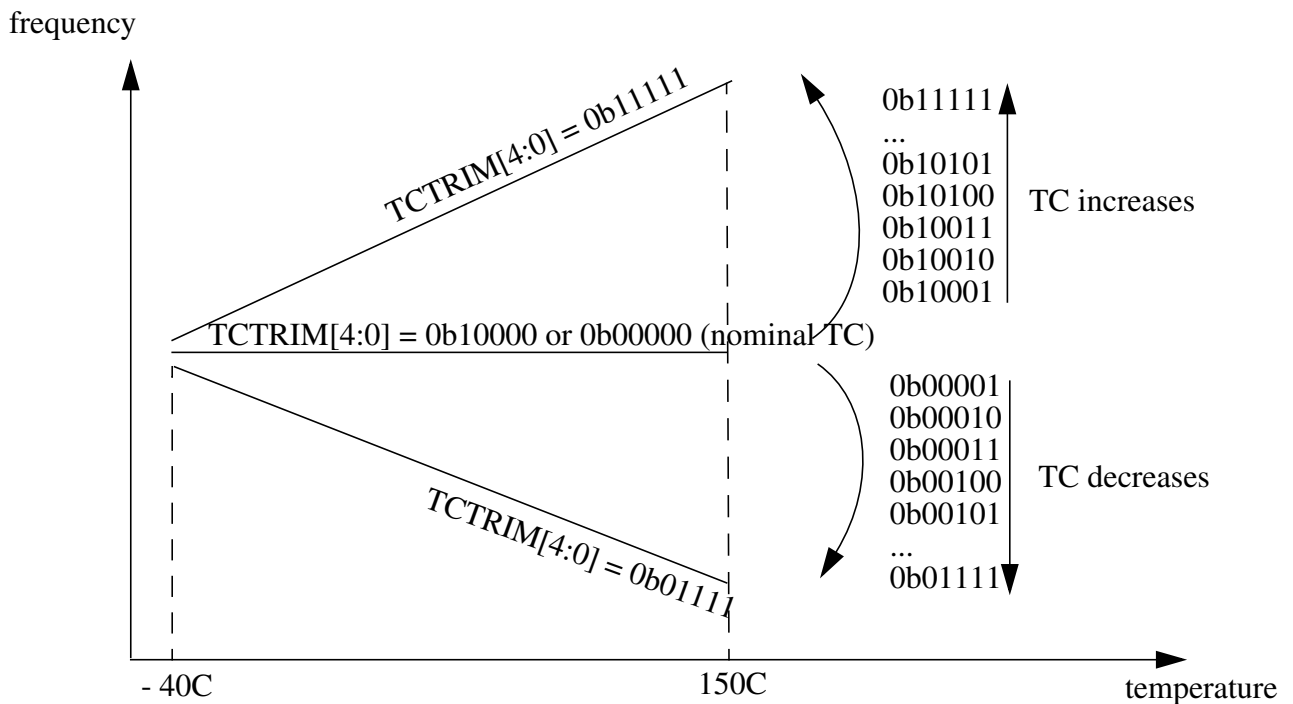 frequency
TCTRIM[4:0] = 0b11111
0b11111
...
0b10101
0b10100
0b10011
0b10010
0b10001
TC increases
TCTRIM[4:0] = 0b10000 or 0b00000 (nominal TC)
0b00001
0b00010
0b00011
0b00100
0b00101
...
0b01111
TC decreases
TCTRIM[4:0] = 0b01111
- 40C
150C
temperature